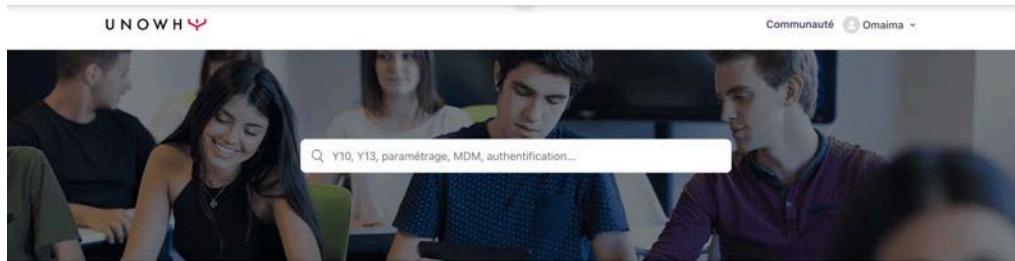 UNOWHY
Communauté Omaima
Y10, Y13, paramétrage, MDM, authentification...